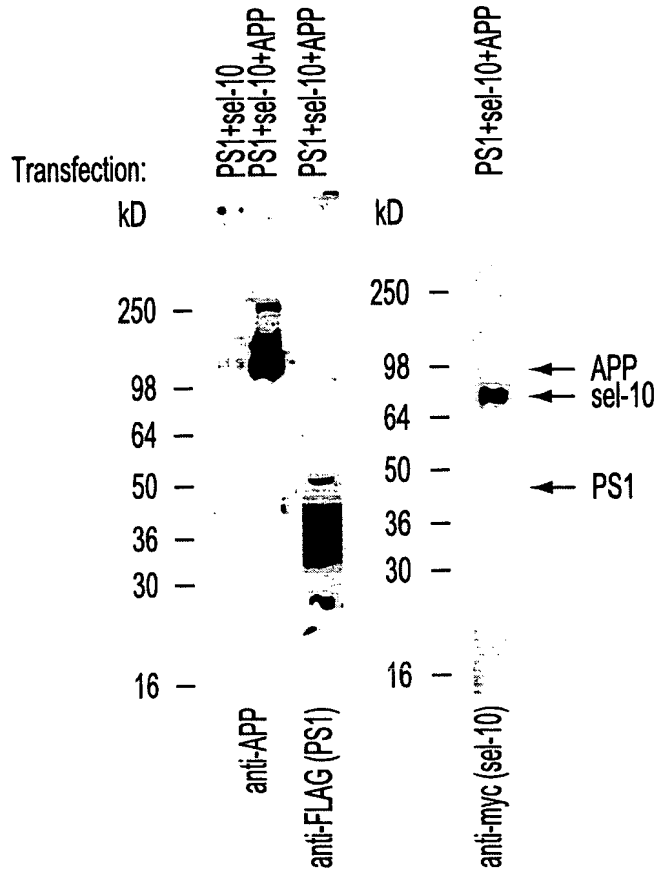 PS1+sel-10
PS1+sel-10+APP
PS1+sel-10+APP
PS1+sel-10+APP
Transfection:
kD
250
98
64
50
36
30
16
kD
250
98
64
50
36
30
16
APP
sel-10
PS1
anti-APP
anti-FLAG (PS1)
anti-myc (sel-10)